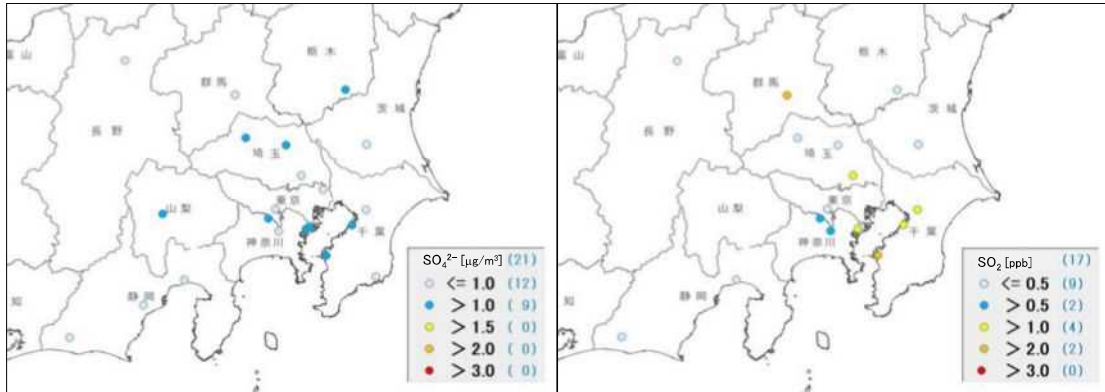 富山
栃木
群馬
茨城
長野
埼玉
東京
山梨
千葉
神奈川
静岡
知
SO₄²⁻ [μg/m³] (21)
<= 1.0 (12)
> 1.0 ( 9)
> 1.5 ( 0)
> 2.0 ( 0)
> 3.0 ( 0)
富山
栃木
群馬
茨城
長野
埼玉
東京
山梨
千葉
神奈川
静岡
知
SO₂ [ppb] (17)
<= 0.5 (9)
> 0.5 (2)
> 1.0 (4)
> 2.0 (2)
> 3.0 (0)